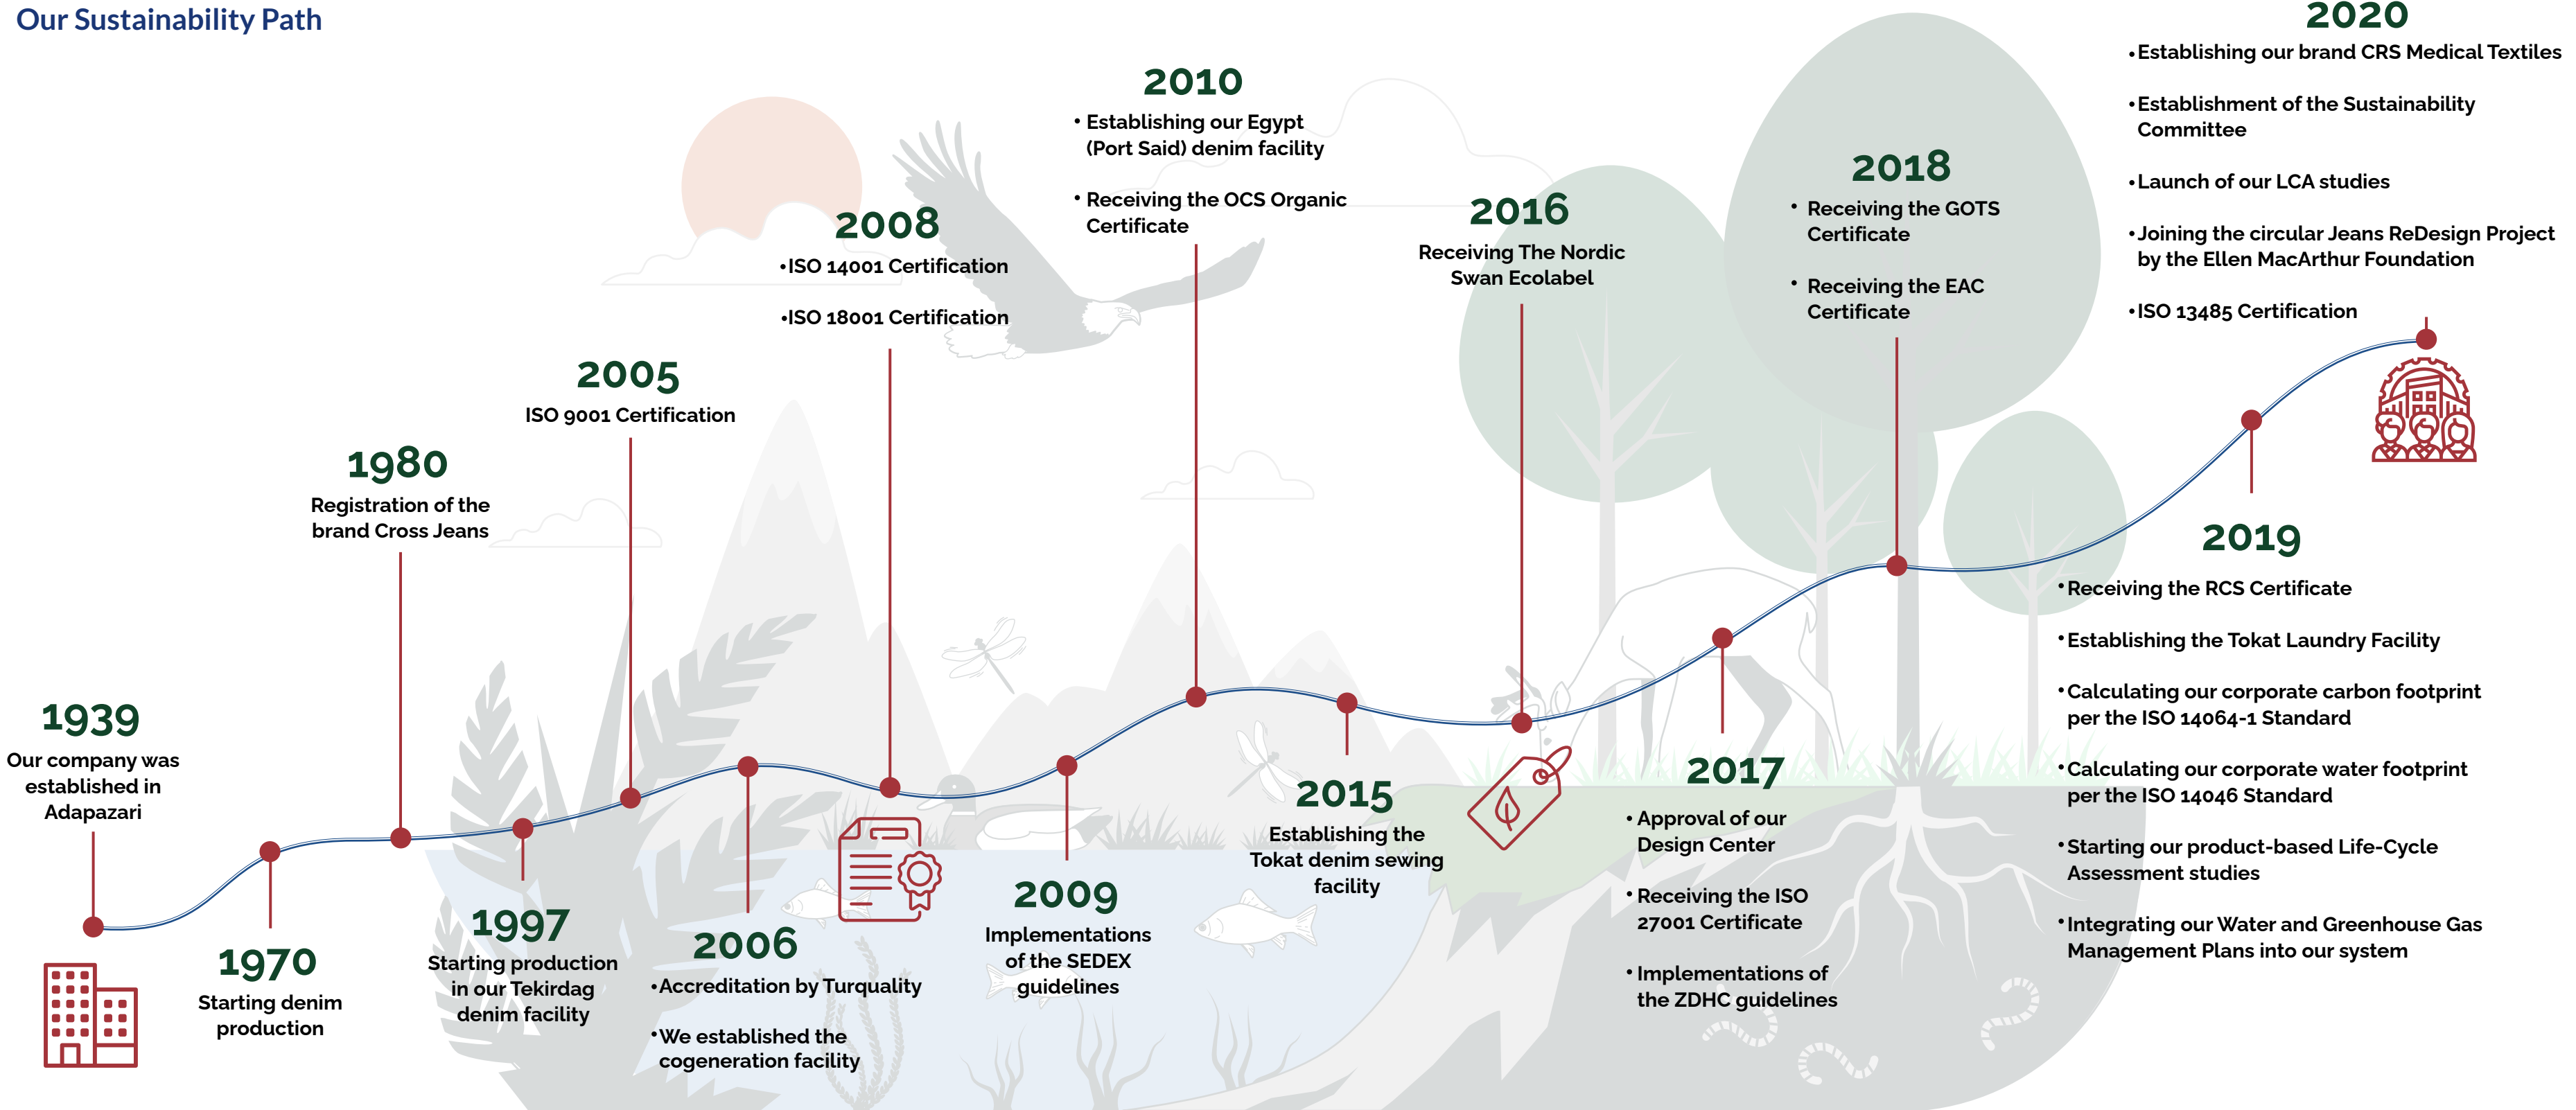 Our Sustainability Path
1939
Our company was
established in
Adapazari
1970
Starting denim
production
1980
Registration of the
brand Cross Jeans
1997
Starting production
in our Tekirdag
denim facility
2005
ISO 9001 Certification
2006
•Accreditation by Turquality
•We established the
cogeneration facility
2008
•ISO 14001 Certification
•ISO 18001 Certification
2009
Implementations
of the SEDEX
guidelines
2010
• Establishing our Egypt
(Port Said) denim facility
• Receiving the OCS Organic
Certificate
2015
Establishing the
Tokat denim sewing
facility
2016
Receiving The Nordic
Swan Ecolabel
2017
• Approval of our
Design Center
• Receiving the ISO
27001 Certificate
• Implementations of
the ZDHC guidelines
2018
• Receiving the GOTS
Certificate
• Receiving the EAC
Certificate
2019
•Receiving the RCS Certificate
•Establishing the Tokat Laundry Facility
•Calculating our corporate carbon footprint
per the ISO 14064-1 Standard
•Calculating our corporate water footprint
per the ISO 14046 Standard
•Starting our product-based Life-Cycle
Assessment studies
•Integrating our Water and Greenhouse Gas
Management Plans into our system
2020
•Establishing our brand CRS Medical Textiles
•Establishment of the Sustainability
Committee
•Launch of our LCA studies
•Joining the circular Jeans ReDesign Project
by the Ellen MacArthur Foundation
•ISO 13485 Certification